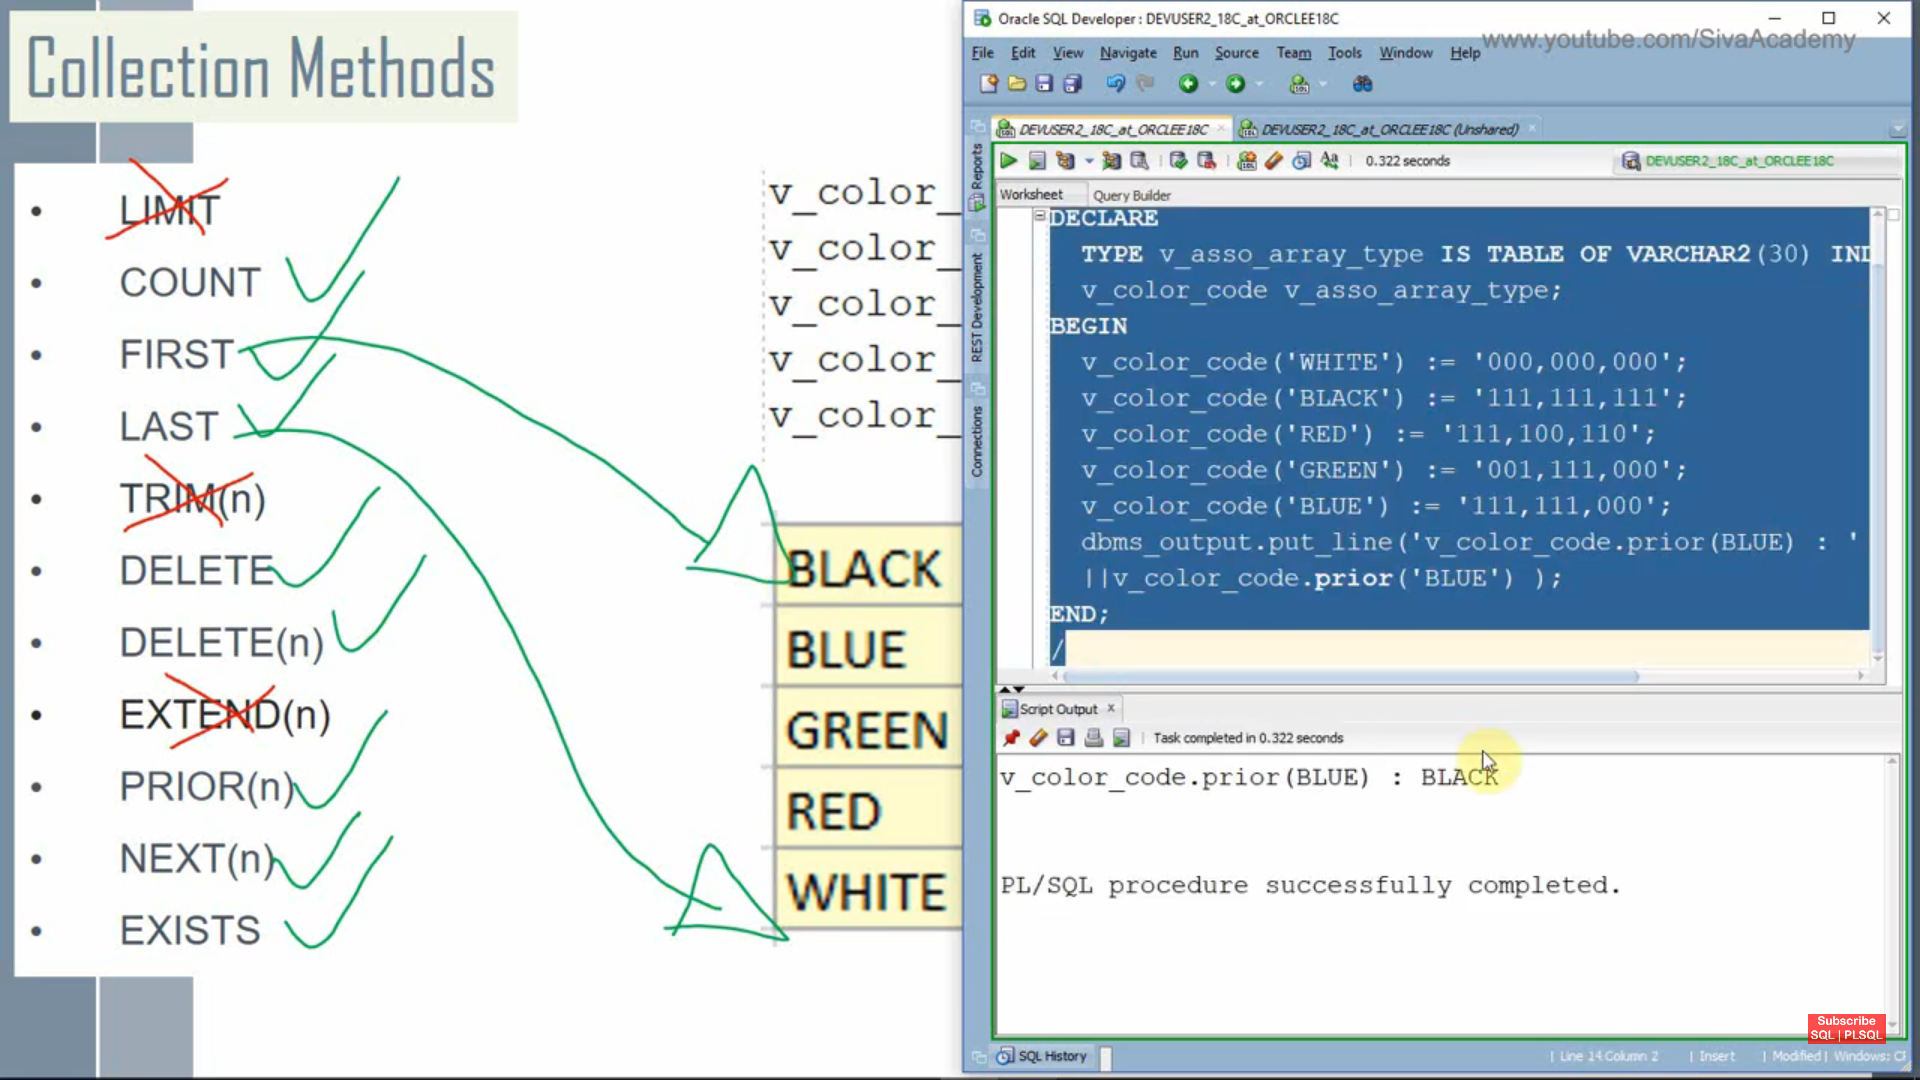 Collection Methods
• LIMIT
• COUNT
• FIRST
• LAST
• TRIM(n)
• DELETE
• DELETE(n)
• EXTEND(n)
• PRIOR(n)
• NEXT(n)
• EXISTS
v_color_
v_color_
v_color_
v_color_
v_color_
BLACK
BLUE
GREEN
RED
WHITE
Oracle SQL Developer : DEVUSER2_18C_at_ORCLEE18C
www.youtube.com/SivaAcademy
File Edit View Navigate Run Source Team Tools Window Help
DEVUSER2_18C_at_ORCLEE18C
DEVUSER2_18C_at_ORCLEE18C (Unshared)
0.322 seconds
DEVUSER2_18C_at_ORCLEE18C
Reports
REST Development
Connections
Worksheet Query Builder
DECLARE
TYPE v_asso_array_type IS TABLE OF VARCHAR2(30) IND
v_color_code v_asso_array_type;
BEGIN
v_color_code('WHITE') := '000,000,000';
v_color_code('BLACK') := '111,111,111';
v_color_code('RED') := '111,100,110';
v_color_code('GREEN') := '001,111,000';
v_color_code('BLUE') := '111,111,000';
dbms_output.put_line('v_color_code.prior(BLUE) : '
||v_color_code.prior('BLUE') );
END;
/
Script Output
Task completed in 0.322 seconds
v_color_code.prior(BLUE) : BLACK
PL/SQL procedure successfully completed.
Subscribe
SQL | PLSQL
SQL History
Line 14 Column 2 | Insert | Modified | Windows: C